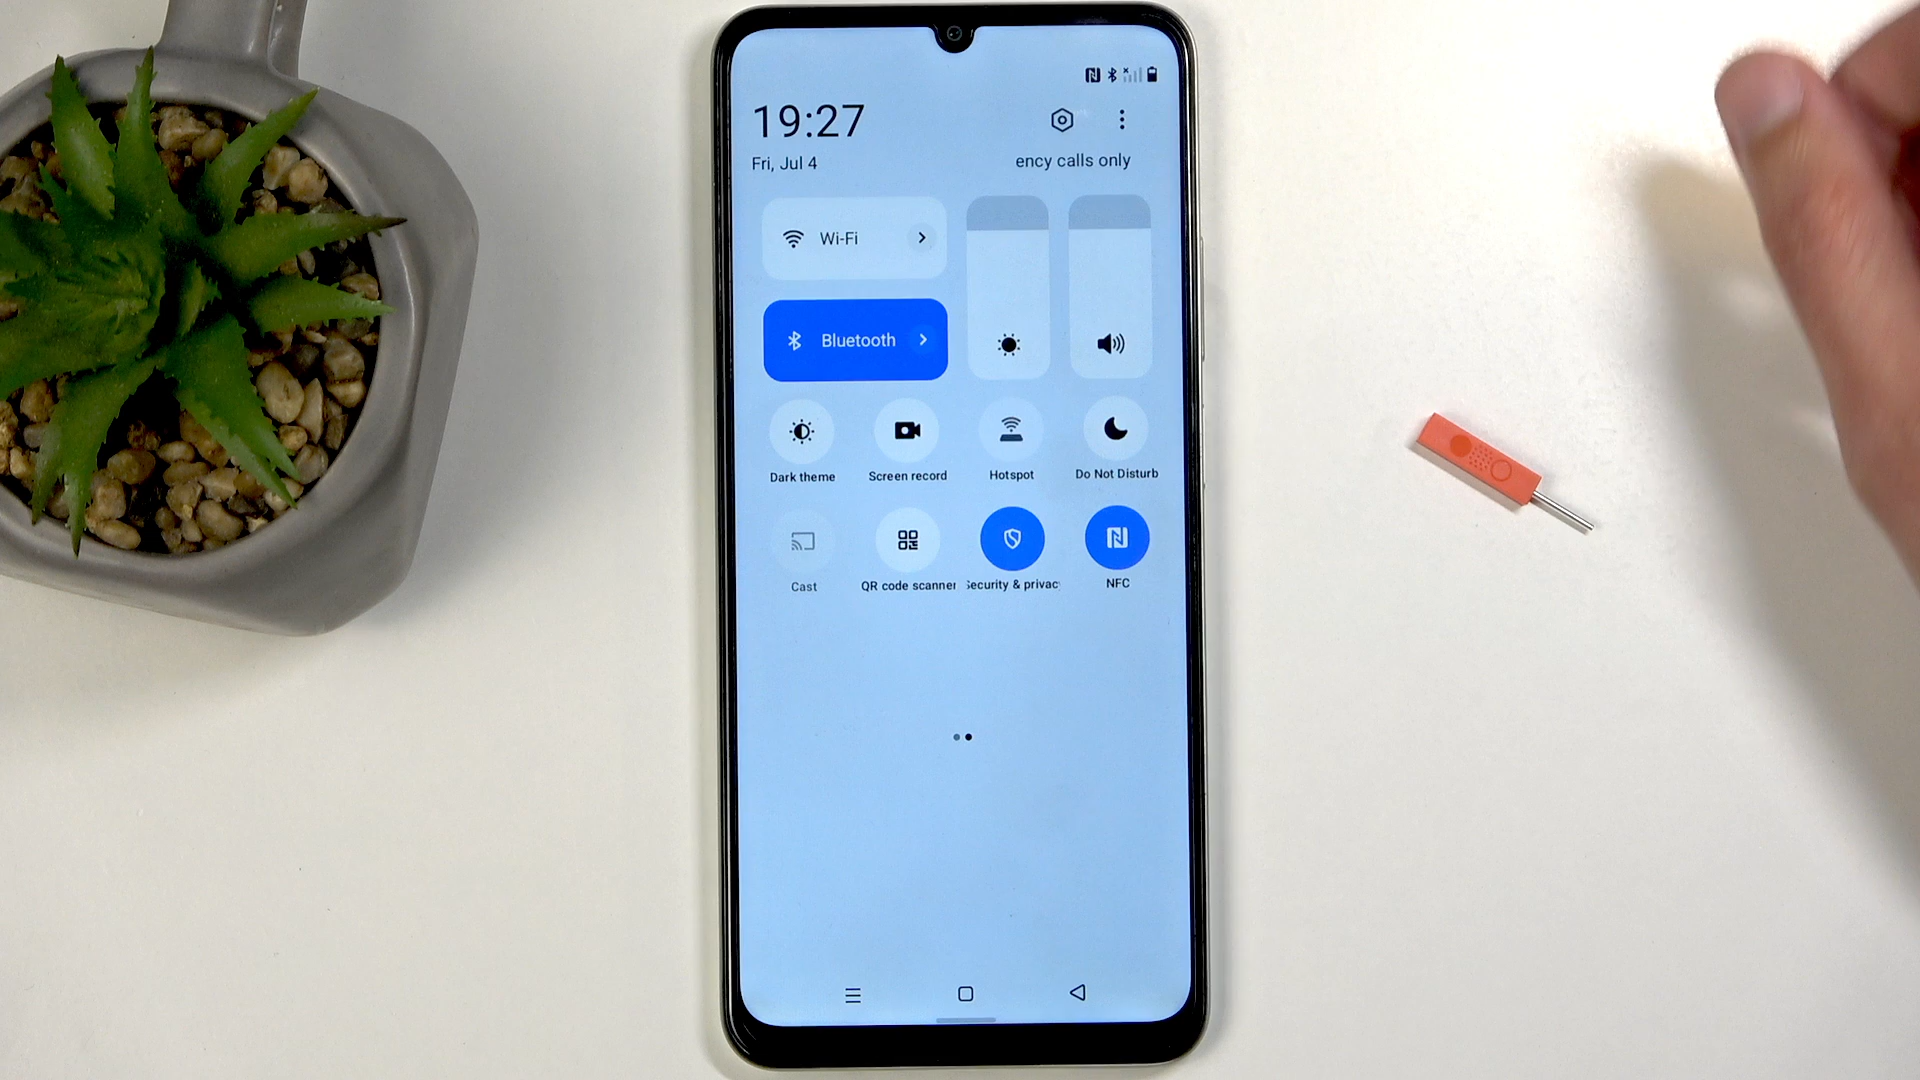 19:27
Fri, Jul 4
ency calls only
Wi-Fi
Bluetooth
Dark theme
Screen record
Hotspot
Do Not Disturb
Cast
QR code scanner
Security & privac
NFC